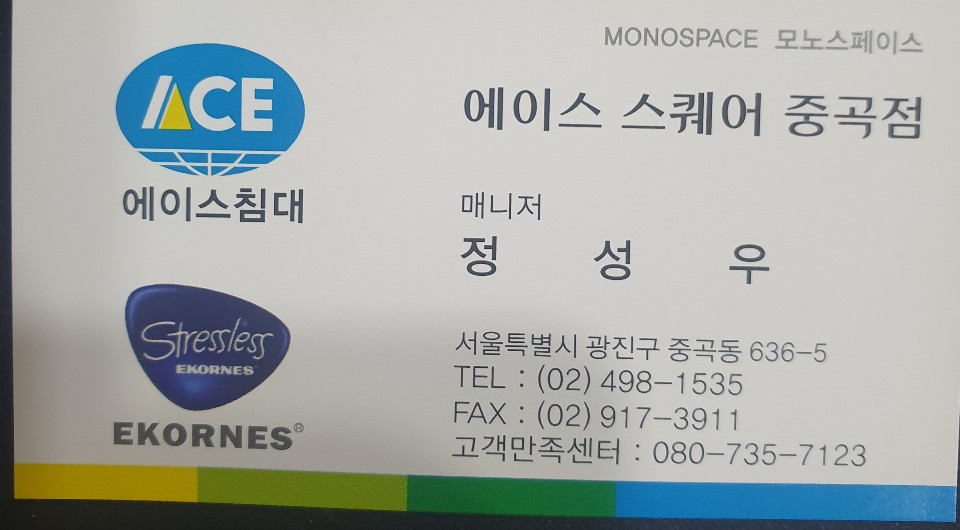 MONOSPACE 모노스페이스
ACE
에이스침대
에이스 스퀘어 중곡점
매니저
정 성 우
Stressless
EKORNES
EKORNES®
서울특별시 광진구 중곡동 636-5
TEL : (02) 498-1535
FAX : (02) 917-3911
고객만족센터 : 080-735-7123